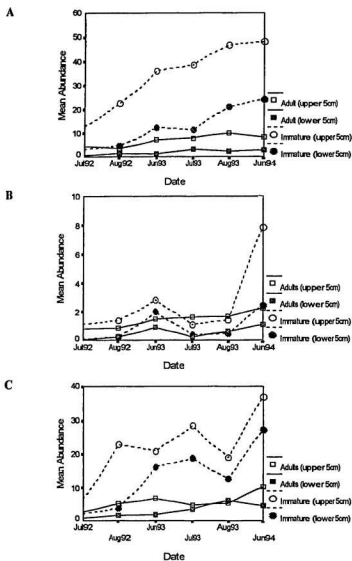 A
60
50
40
30
20
10
0
Mean Abundance
Jul92 Aug92 Jun93 Jul93 Aug93 Jun94
Date
Adult (upper 5cm)
Adult (lower 5cm)
Immature (upper 5cm)
Immature (lower 5cm)
B
8
6
4
2
0
Mean Abundance
Jul92 Aug92 Jun93 Jul93 Aug93 Jun94
Date
Adults (upper 5cm)
Adults (lower 5cm)
Immature (upper 5cm)
Immature (lower 5cm)
C
40
30
20
10
0
Mean Abundance
Jul92 Aug92 Jun93 Jul93 Aug93 Jun94
Date
Adults (upper 5cm)
Adults (lower 5cm)
Immature (upper 5cm)
Immature (lower 5cm)